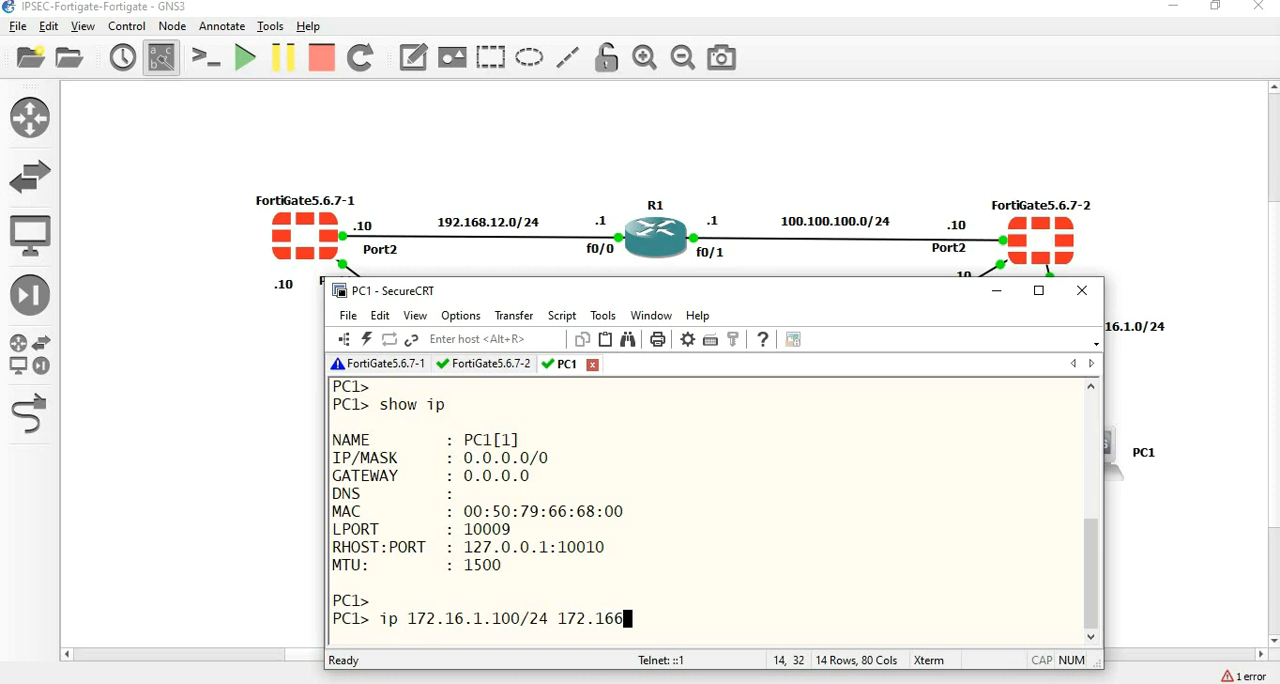 IPSEC-Fortigate-Fortigate - GNS3
File Edit View Control Node Annotate Tools Help
FortiGate5.6.7-1
R1
FortiGate5.6.7-2
.10
192.168.12.0/24
.1
.1
100.100.100.0/24
.10
Port2
f0/0
f0/1
Port2
.10
10
PC1 - SecureCRT
File Edit View Options Transfer Script Tools Window Help
16.1.0/24
Enter host <Alt+R>
FortiGate5.6.7-1 FortiGate5.6.7-2 PC1
PC1>
PC1> show ip
NAME : PC1[1]
IP/MASK : 0.0.0.0/0
GATEWAY : 0.0.0.0
DNS :
MAC : 00:50:79:66:68:00
LPORT : 10009
RHOST:PORT : 127.0.0.1:10010
MTU: : 1500
PC1>
PC1> ip 172.16.1.100/24 172.166
PC1
Ready Telnet: ::1 14, 32 14 Rows, 80 Cols Xterm CAP NUM
1 error